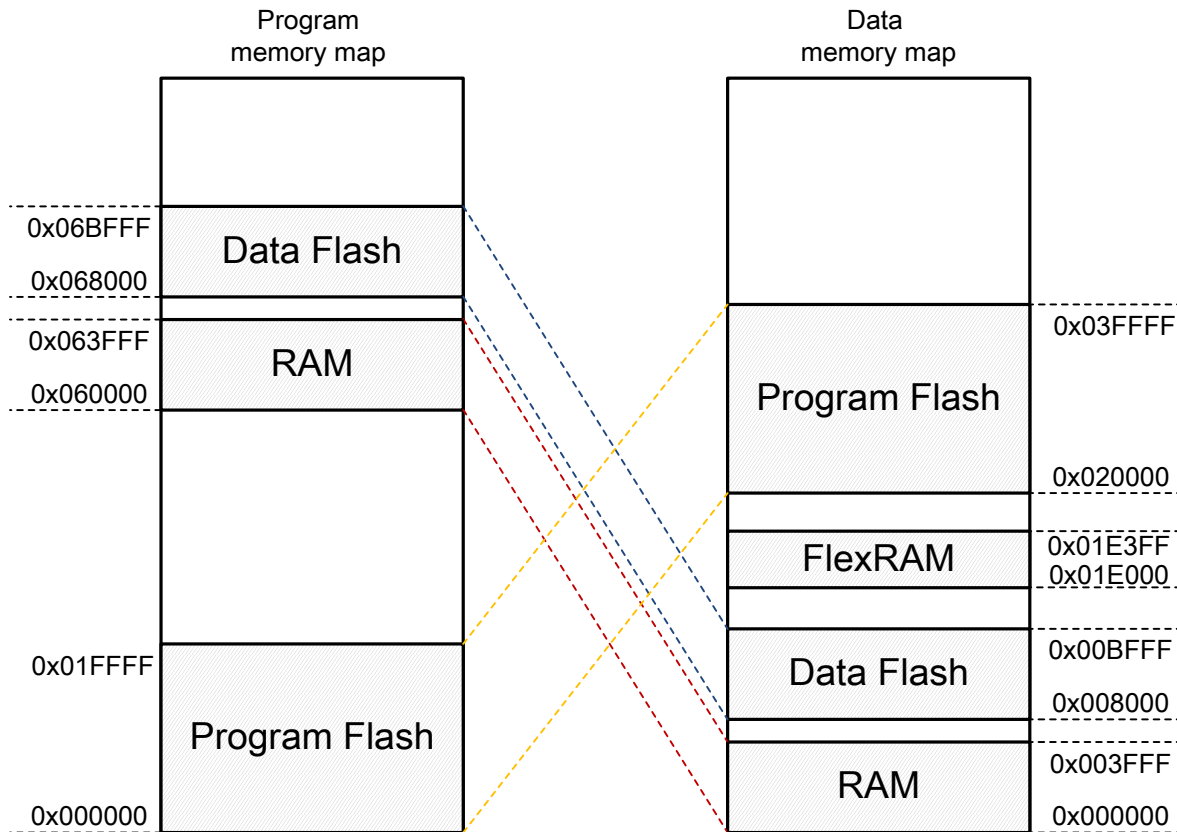 Program
memory map
0x06BFFF
Data Flash
0x068000
0x063FFF
RAM
0x060000
0x01FFFF
Program Flash
0x000000
Data
memory map
0x03FFFF
Program Flash
0x020000
0x01E3FF
FlexRAM
0x01E000
0x00BFFF
Data Flash
0x008000
0x003FFF
RAM
0x000000